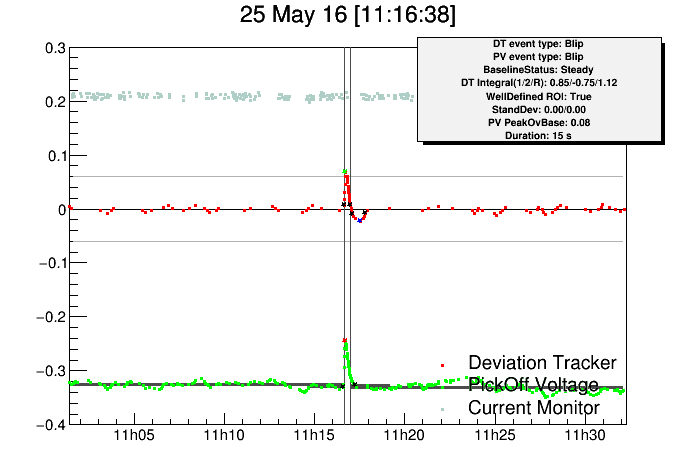 25 May 16 [11:16:38]
DT event type: Blip
PV event type: Blip
BaselineStatus: Steady
DT Integral(1/2/R): 0.85/-0.75/1.12
WellDefined ROI: True
StandDev: 0.00/0.00
PV PeakOvBase: 0.08
Duration: 15 s
0.3
0.2
0.1
0
−0.1
−0.2
−0.3
−0.4
Deviation Tracker
PickOff Voltage
Current Monitor
11h05 11h10 11h15 11h20 11h25 11h30